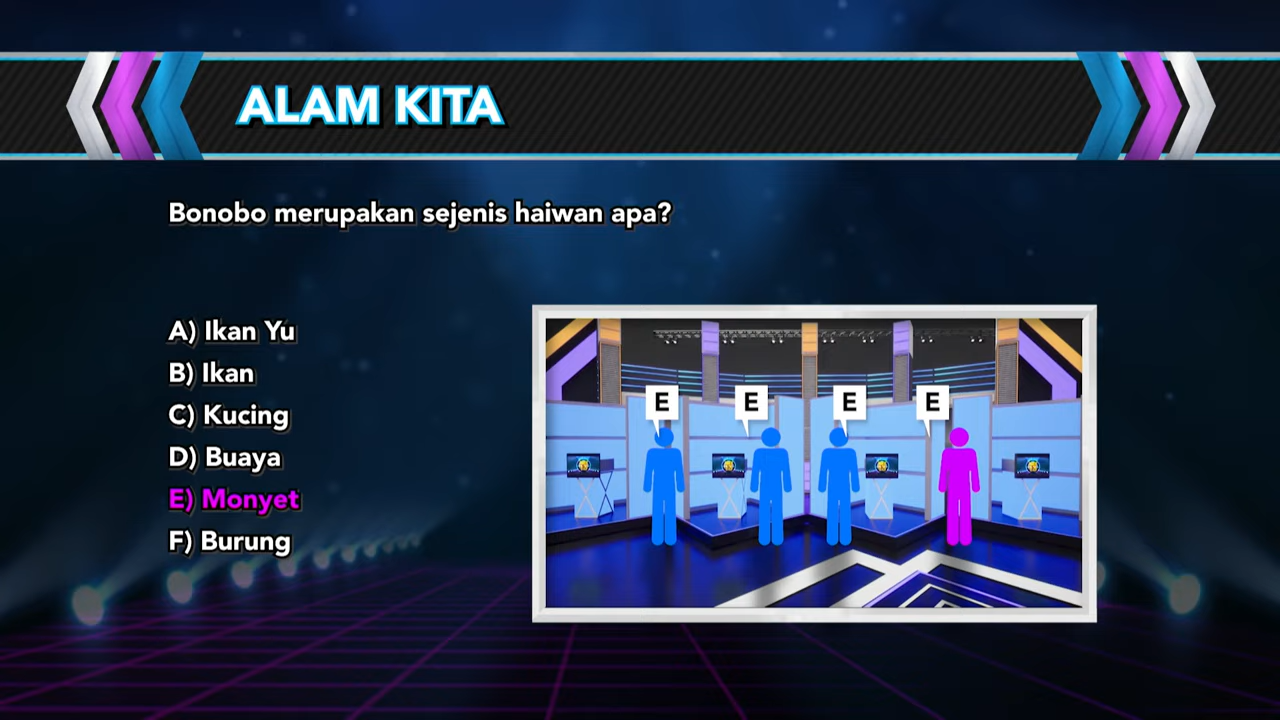 ALAM KITA
Bonobo merupakan sejenis haiwan apa?
A) Ikan Yu
B) Ikan
C) Kucing
D) Buaya
E) Monyet
F) Burung
E E E E